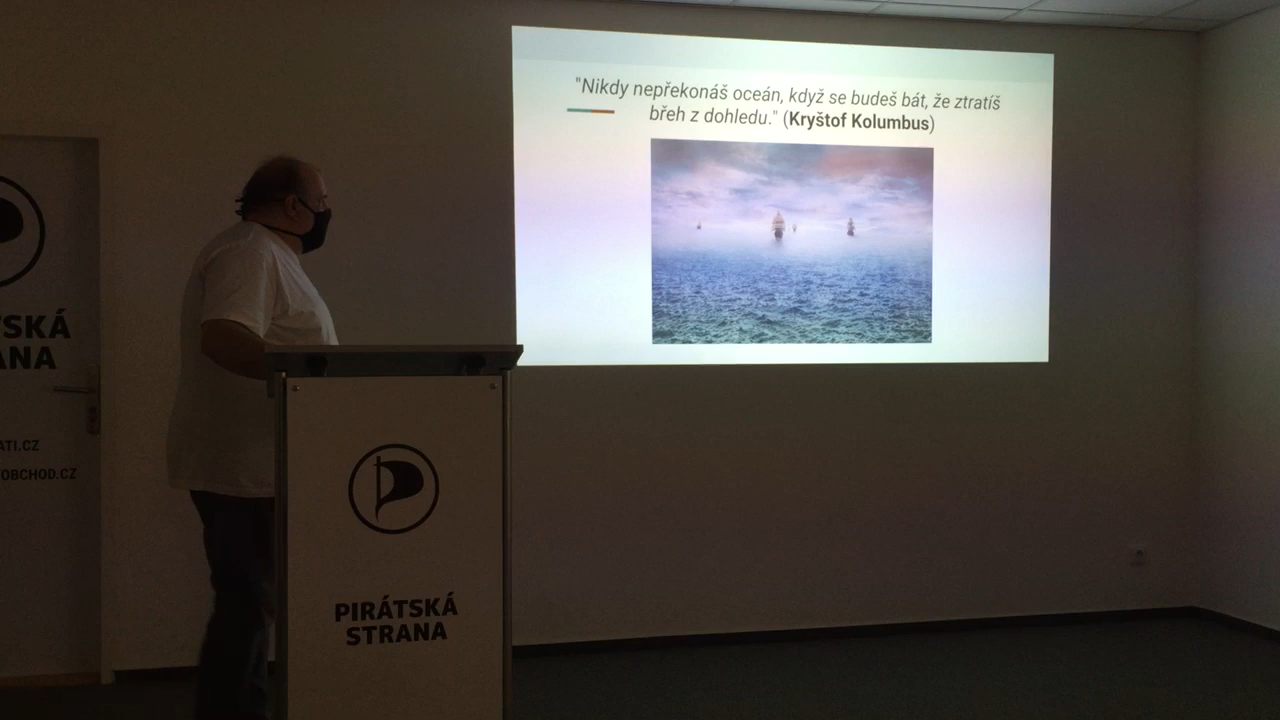 "Nikdy nepřekonáš oceán, když se budeš bát, že ztratíš
břeh z dohledu." (Kryštof Kolumbus)
TSKÁ
ANA
ATI.CZ
OBCHOD.CZ
PIRÁTSKÁ
STRANA